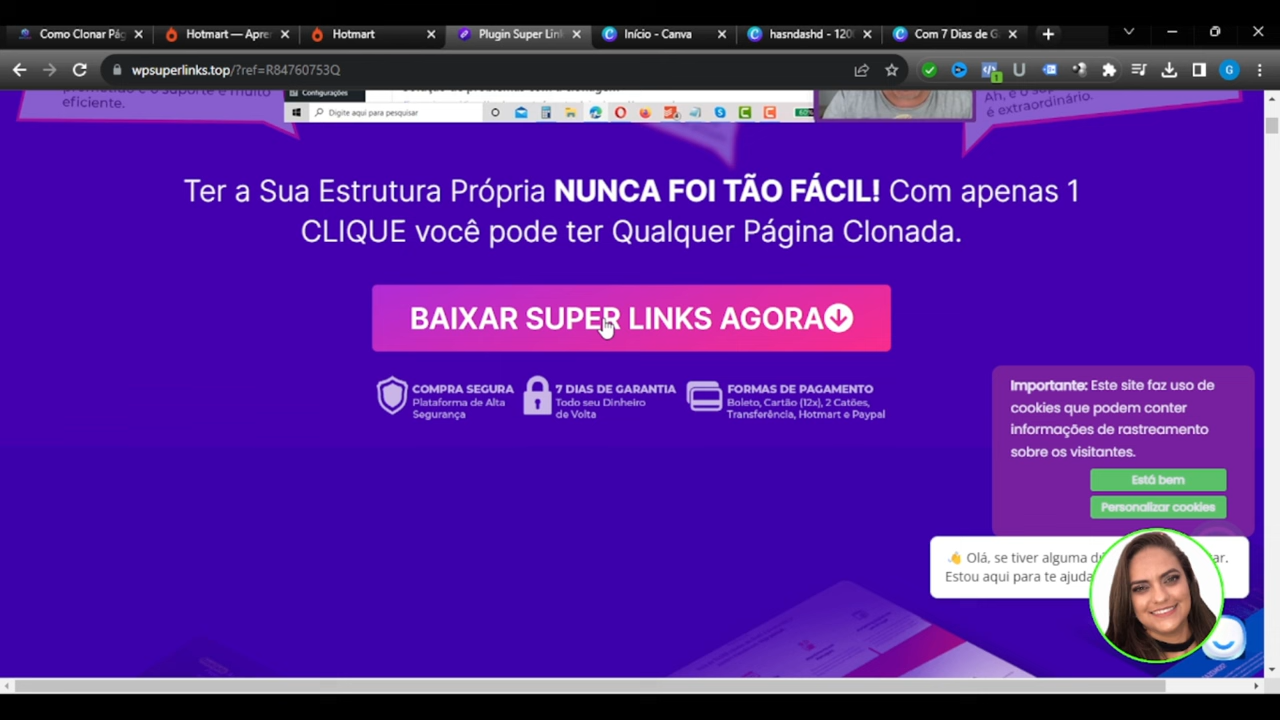 Como Clonar Pág
Hotmart — Apre
Hotmart
Plugin Super Lin
Início - Canva
hasndashd - 120
Com 7 Dias de G
wpsuperlinks.top/?ref=R84760753Q
G
1
eficiente.
Configurações
Digite aqui para pesquisar
Ah, e o
é extraordinário.
Ter a Sua Estrutura Própria NUNCA FOI TÃO FÁCIL! Com apenas 1
CLIQUE você pode ter Qualquer Página Clonada.
BAIXAR SUPER LINKS AGORA
COMPRA SEGURA
Plataforma de Alta
Segurança
7 DIAS DE GARANTIA
Todo seu Dinheiro
de Volta
FORMAS DE PAGAMENTO
Boleto, Cartão (12x), 2 Catões,
Transferência, Hotmart e Paypal
Importante: Este site faz uso de
cookies que podem conter
informações de rastreamento
sobre os visitantes.
Está bem
Personalizar cookies
Olá, se tiver alguma
Estou aqui para te ajuda